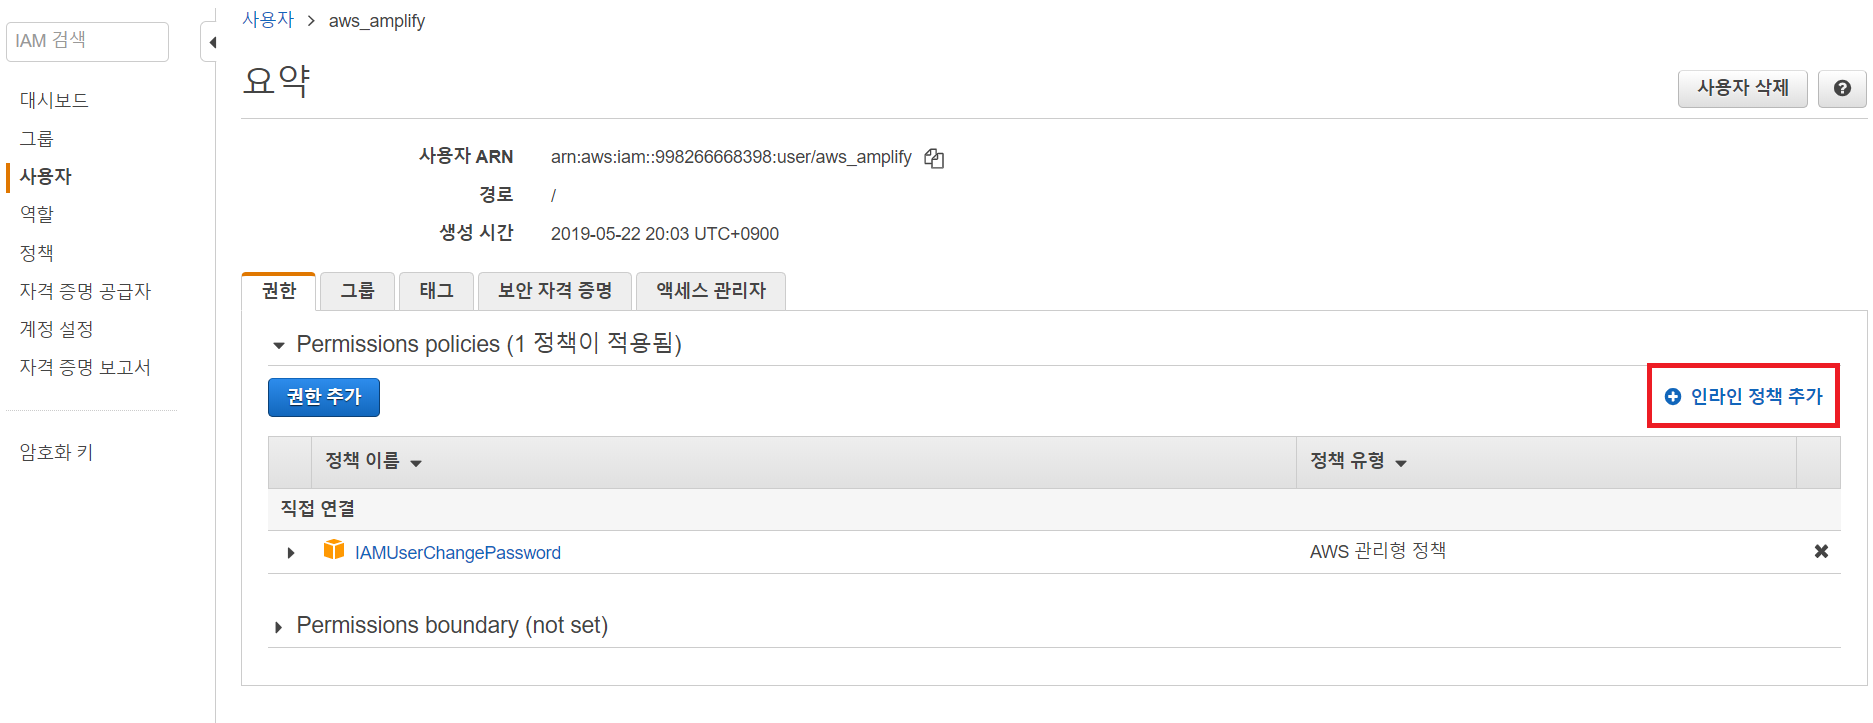 IAM 검색
대시보드
그룹
사용자
역할
정책
자격 증명 공급자
계정 설정
자격 증명 보고서
암호화 키
사용자 > aws_amplify
요약
사용자 삭제
?
사용자 ARN arn:aws:iam::998266668398:user/aws_amplify
경로 /
생성 시간 2019-05-22 20:03 UTC+0900
권한 그룹 태그 보안 자격 증명 액세스 관리자
Permissions policies (1 정책이 적용됨)
권한 추가 인라인 정책 추가
정책 이름 정책 유형
직접 연결
IAMUserChangePassword AWS 관리형 정책
Permissions boundary (not set)